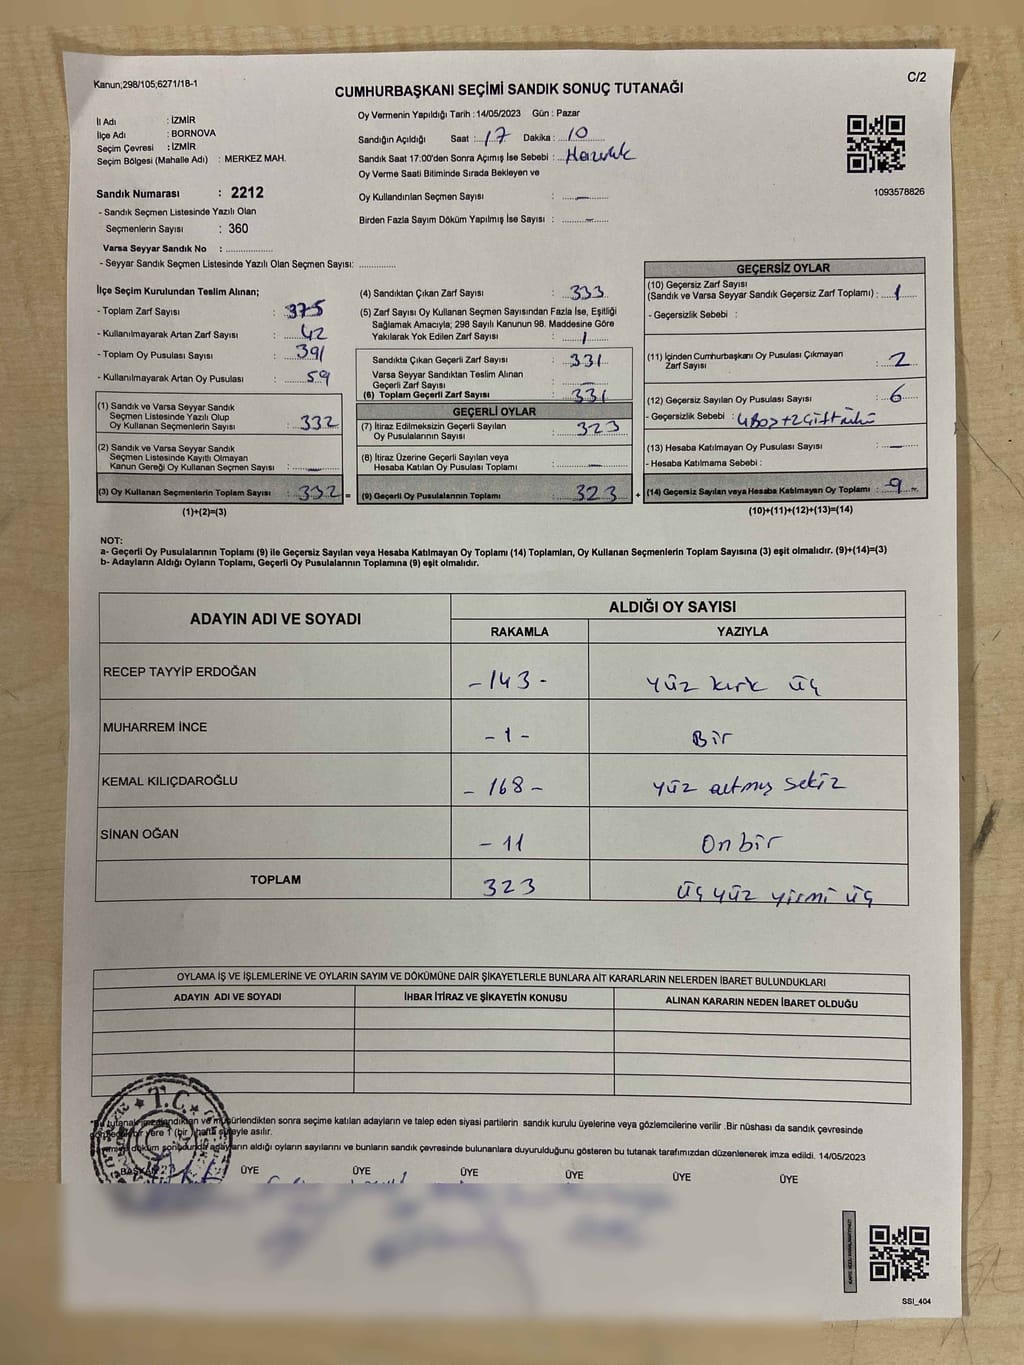 Kanun;298/105;6271/18-1
C/2
CUMHURBAŞKANI SEÇİMİ SANDIK SONUÇ TUTANAĞI
İl Adı : İZMİR
İlçe Adı : BORNOVA
Seçim Çevresi : İZMİR
Seçim Bölgesi (Mahalle Adı) : MERKEZ MAH.
Sandık Numarası : 2212
- Sandık Seçmen Listesinde Yazılı Olan
Seçmenlerin Sayısı : 360
Varsa Seyyar Sandık No : ..............
- Seyyar Sandık Seçmen Listesinde Yazılı Olan Seçmen Sayısı: ............
Oy Vermenin Yapıldığı Tarih :14/05/2023 Gün : Pazar
Sandığın Açıldığı Saat : 17 Dakika : 10
Sandık Saat 17:00'den Sonra Açımış İse Sebebi : Hazırlık
Oy Verme Saati Bitiminde Sırada Bekleyen ve
Oy Kullandırılan Seçmen Sayısı : —
Birden Fazla Sayım Döküm Yapılmış İse Sayısı : —
1093578826
İlçe Seçim Kurulundan Teslim Alınan;
- Toplam Zarf Sayısı : 375
- Kullanılmayarak Artan Zarf Sayısı : 42
- Toplam Oy Pusulası Sayısı : 391
- Kullanılmayarak Artan Oy Pusulası : 59
(1) Sandık ve Varsa Seyyar Sandık
Seçmen Listesinde Yazılı Olup
Oy Kullanan Seçmenlerin Sayısı : 332
(2) Sandık ve Varsa Seyyar Sandık
Seçmen Listesinde Kayıtlı Olmayan
Kanun Gereği Oy Kullanan Seçmen Sayısı : —
(3) Oy Kullanan Seçmenlerin Toplam Sayısı : 332 =
(1)+(2)=(3)
(4) Sandıktan Çıkan Zarf Sayısı : 333
(5) Zarf Sayısı Oy Kullanan Seçmen Sayısından Fazla İse, Eşitliği
Sağlamak Amacıyla; 298 Sayılı Kanunun 98. Maddesine Göre
Yakılarak Yok Edilen Zarf Sayısı : 1
Sandıkta Çıkan Geçerli Zarf Sayısı : 331
Varsa Seyyar Sandıktan Teslim Alınan
Geçerli Zarf Sayısı : —
(6) Toplam Geçerli Zarf Sayısı : 331
GEÇERLİ OYLAR
(7) İtiraz Edilmeksizin Geçerli Sayılan
Oy Pusulalarının Sayısı : 323
(8) İtiraz Üzerine Geçerli Sayılan veya
Hesaba Katılan Oy Pusulası Toplamı : —
(9) Geçerli Oy Pusulalarının Toplamı : 323 +
GEÇERSİZ OYLAR
(10) Geçersiz Zarf Sayısı
(Sandık ve Varsa Seyyar Sandık Geçersiz Zarf Toplamı) : 1
- Geçersizlik Sebebi :
(11) İçinden Cumhurbaşkanı Oy Pusulası Çıkmayan
Zarf Sayısı : 2
(12) Geçersiz Sayılan Oy Pusulası Sayısı : 6
- Geçersizlik Sebebi : 4 Boş + 2 Çift mühü
(13) Hesaba Katılmayan Oy Pusulası Sayısı : —
- Hesaba Katılmama Sebebi :
(14) Geçersiz Sayılan veya Hesaba Katılmayan Oy Toplamı : 9
(10)+(11)+(12)+(13)=(14)
NOT:
a- Geçerli Oy Pusulalarının Toplamı (9) ile Geçersiz Sayılan veya Hesaba Katılmayan Oy Toplamı (14) Toplamları, Oy Kullanan Seçmenlerin Toplam Sayısına (3) eşit olmalıdır. (9)+(14)=(3)
b- Adayların Aldığı Oyların Toplamı, Geçerli Oy Pusulalarının Toplamına (9) eşit olmalıdır.
ADAYIN ADI VE SOYADI ALDIĞI OY SAYISI
RAKAMLA YAZIYLA
RECEP TAYYİP ERDOĞAN - 143 - Yüz kırk üç
MUHARREM İNCE - 1 - Bir
KEMAL KILIÇDAROĞLU - 168 - Yüz altmış sekiz
SİNAN OĞAN - 11 On bir
TOPLAM 323 üç yüz yirmi üç
OYLAMA İŞ VE İŞLEMLERİNE VE OYLARIN SAYIM VE DÖKÜMÜNE DAİR ŞİKAYETLERLE BUNLARA AİT KARARLARIN NELERDEN İBARET BULUNDUKLARI
ADAYIN ADI VE SOYADI İHBAR İTİRAZ VE ŞİKAYETİN KONUSU ALINAN KARARIN NEDEN İBARET OLDUĞU
T.C.
sonra seçime katılan adayların ve talep eden siyasi partilerin sandık kurulu üyelerine veya gözlemcilerine verilir .Bir nüshası da sandık çevresinde
1 (bir) hafta süreyle asılır.
aldığı oyların sayılarını ve bunların sandık çevresinde bulunanlara duyurulduğunu gösteren bu tutanak tarafımızdan düzenlenerek imza edildi. 14/05/2023
BAŞKAN ÜYE ÜYE ÜYE ÜYE ÜYE ÜYE
SSI_404